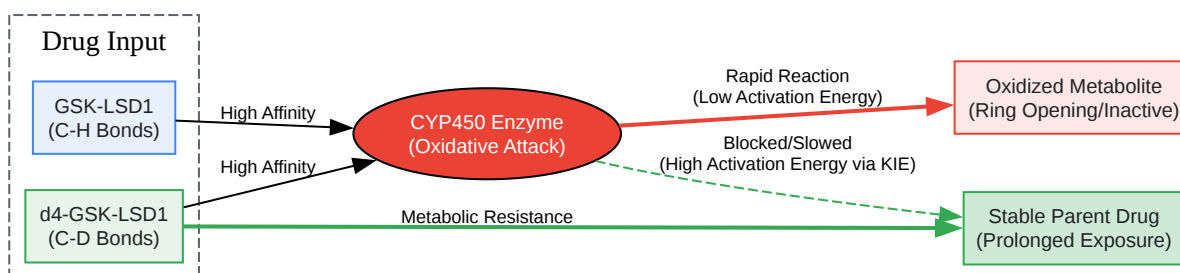 Drug Input
GSK-LSD1
(C-H Bonds)
d4-GSK-LSD1
(C-D Bonds)
High Affinity
High Affinity
CYP450 Enzyme
(Oxidative Attack)
Rapid Reaction
(Low Activation Energy)
Blocked/Slowed
(High Activation Energy via KIE)
Metabolic Resistance
Oxidized Metabolite
(Ring Opening/Inactive)
Stable Parent Drug
(Prolonged Exposure)